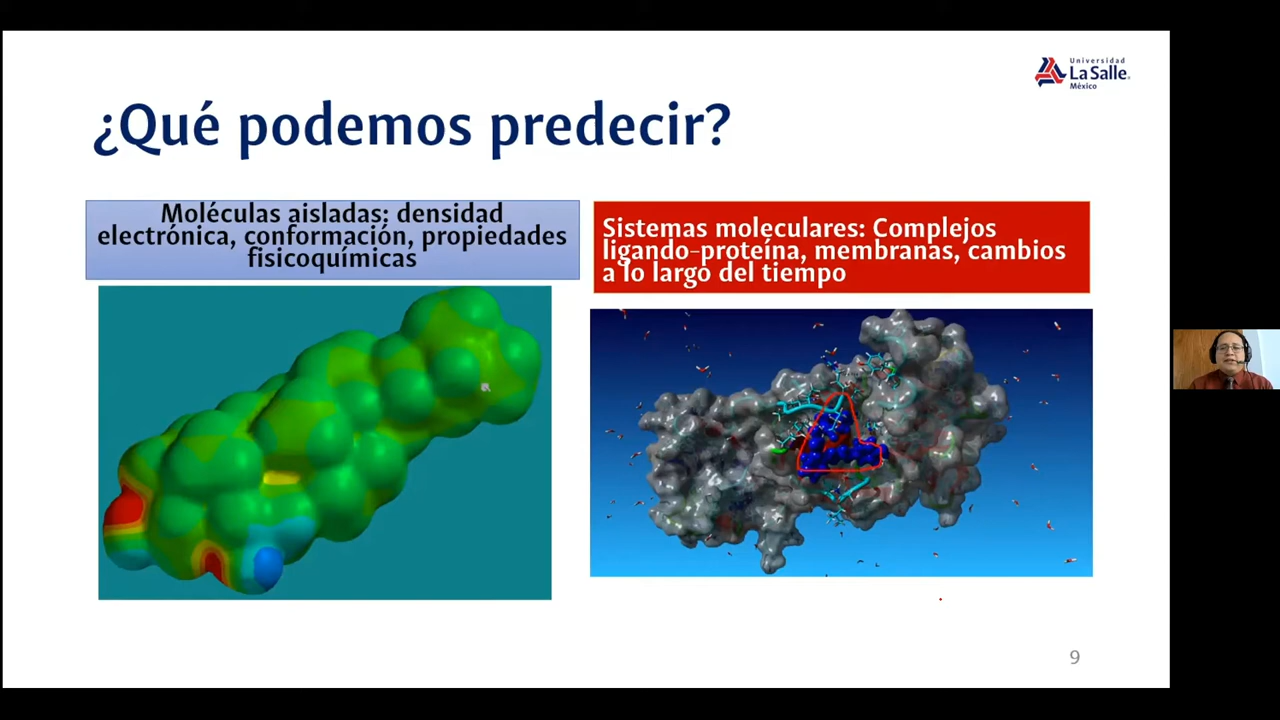 Universidad
La Salle
México
¿Qué podemos predecir?
Moléculas aisladas: densidad
electrónica, conformación, propiedades
fisicoquímicas
Sistemas moleculares: Complejos
ligando-proteína, membranas, cambios
a lo largo del tiempo
9